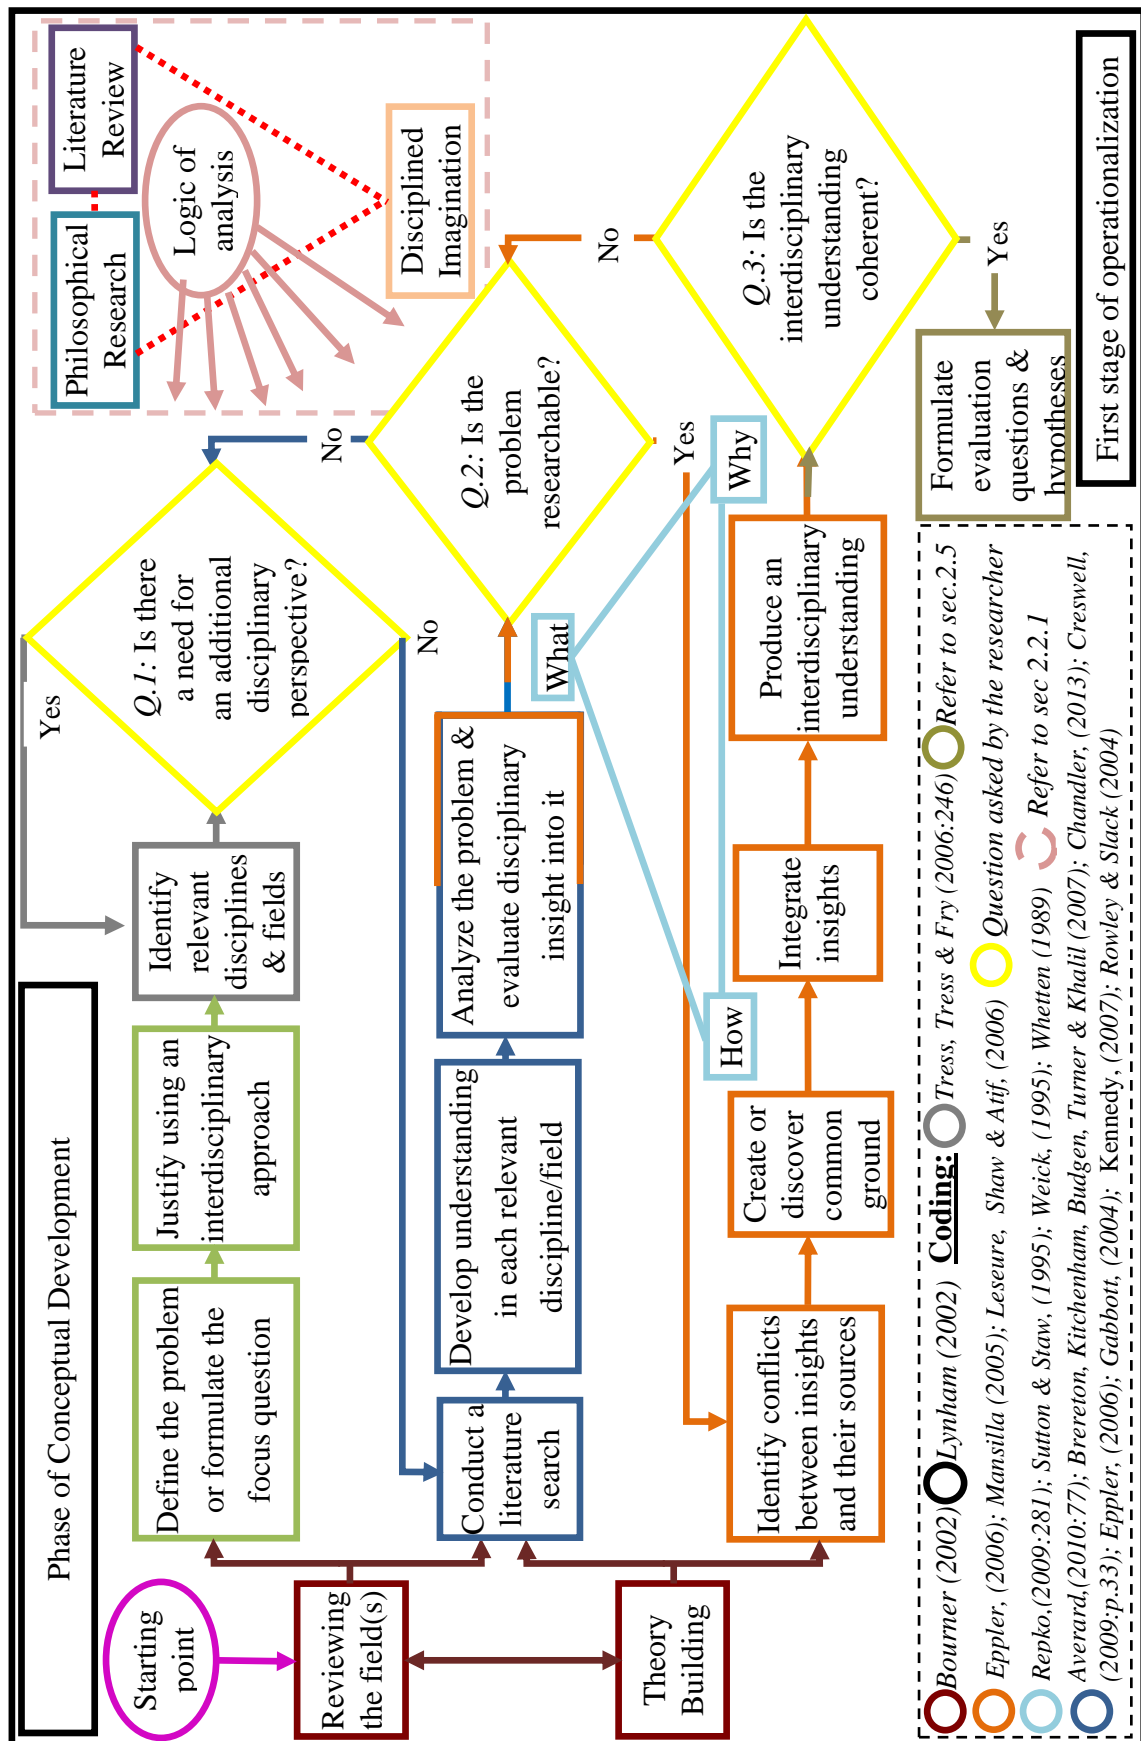 Phase of Conceptual Development
Starting
point
Reviewing
the field(s)
Theory
Building
Define the problem
or formulate the
focus question
Justify using an
interdisciplinary
approach
Identify
relevant
disciplines
& fields
Yes
Q.1: Is there
a need for
an additional
disciplinary
perspective?
No
Philosophical
Research
Literature
Review
Logic of
analysis
Disciplined
Imagination
Conduct a
literature
search
Develop understanding
in each relevant
discipline/field
Analyze the problem &
evaluate disciplinary
insight into it
No
Q.2: Is the
problem
researchable?
Yes
What
How
Why
Identify conflicts
between insights
and their sources
Create or
discover
common
ground
Integrate
insights
Produce an
interdisciplinary
understanding
No
Q.3: Is the
interdisciplinary
understanding
coherent?
Yes
Formulate
evaluation
questions &
hypotheses
First stage of operationalization
Bourner (2002) Lynham (2002) Coding: Tress, Tress & Fry (2006:246) Refer to sec.2.5
Eppler, (2006); Mansilla (2005); Leseure, Shaw & Atif, (2006) Question asked by the researcher
Repko,(2009:281); Sutton & Staw, (1995); Weick, (1995); Whetten (1989) Refer to sec 2.2.1
Averard,(2010:77); Brereton, Kitchenham, Budgen, Turner & Khalil (2007); Chandler, (2013); Creswell,
(2009:p.33); Eppler, (2006); Gabbott, (2004); Kennedy, (2007); Rowley & Slack (2004)